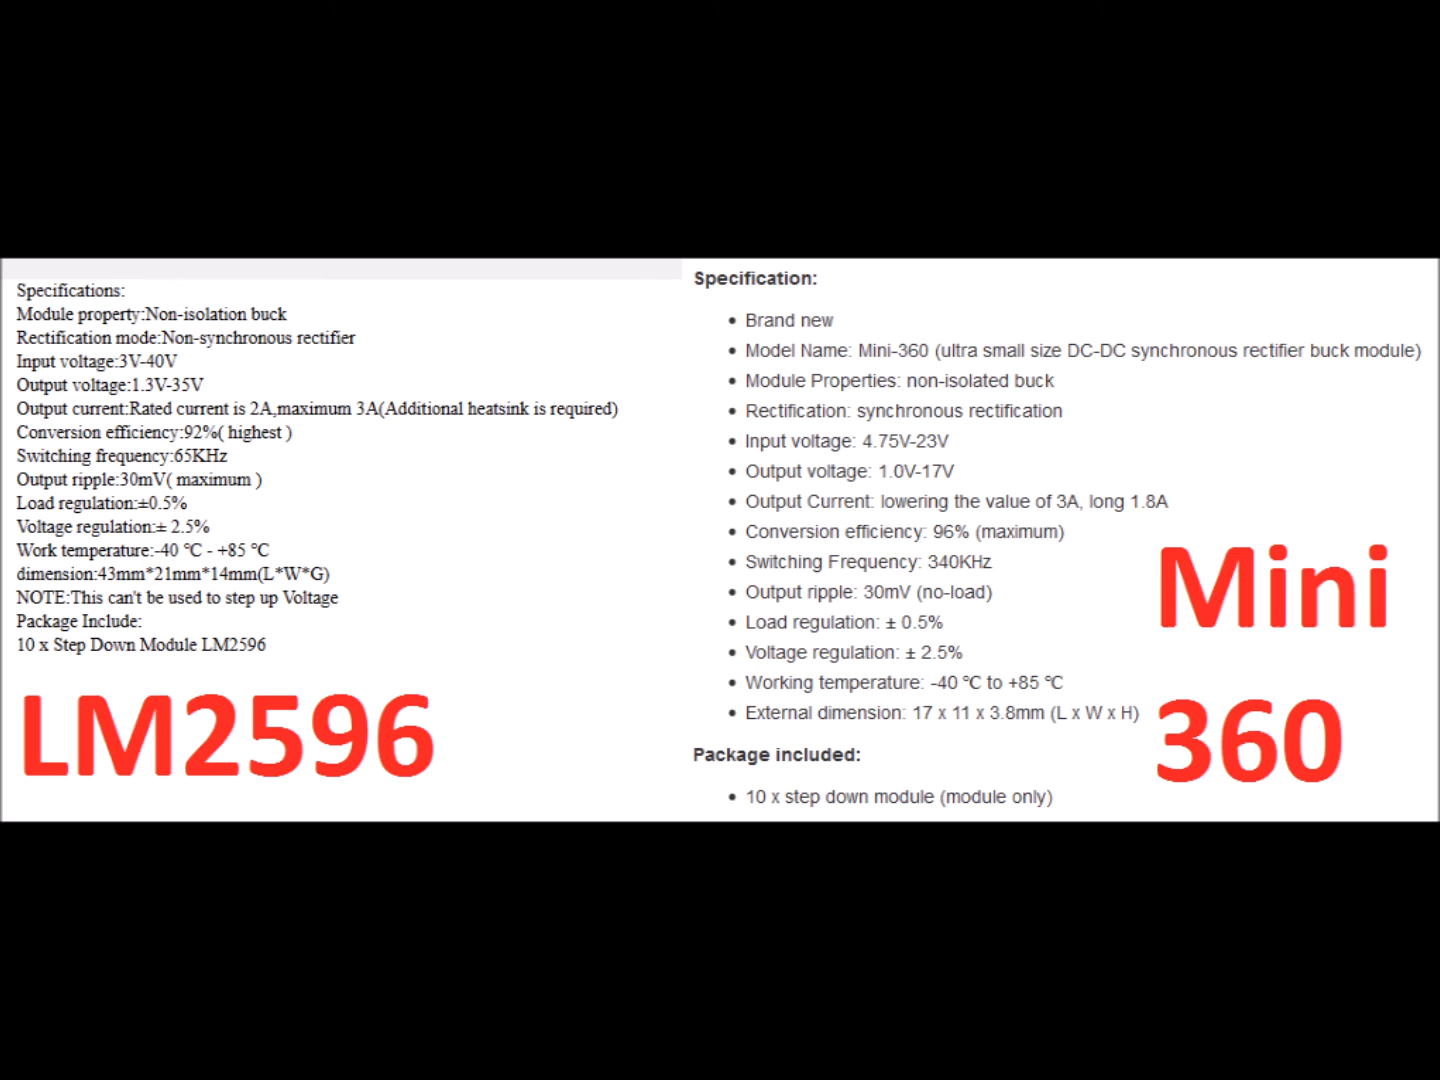 Specifications:
Module property:Non-isolation buck
Rectification mode:Non-synchronous rectifier
Input voltage:3V-40V
Output voltage:1.3V-35V
Output current:Rated current is 2A,maximum 3A(Additional heatsink is required)
Conversion efficiency:92%( highest )
Switching frequency:65KHz
Output ripple:30mV( maximum )
Load regulation:±0.5%
Voltage regulation:± 2.5%
Work temperature:-40 ℃ - +85 ℃
dimension:43mm*21mm*14mm(L*W*G)
NOTE:This can't be used to step up Voltage
Package Include:
10 x Step Down Module LM2596
LM2596
Specification:
• Brand new
• Model Name: Mini-360 (ultra small size DC-DC synchronous rectifier buck module)
• Module Properties: non-isolated buck
• Rectification: synchronous rectification
• Input voltage: 4.75V-23V
• Output voltage: 1.0V-17V
• Output Current: lowering the value of 3A, long 1.8A
• Conversion efficiency: 96% (maximum)
• Switching Frequency: 340KHz
• Output ripple: 30mV (no-load)
• Load regulation: ± 0.5%
• Voltage regulation: ± 2.5%
• Working temperature: -40 ℃ to +85 ℃
• External dimension: 17 x 11 x 3.8mm (L x W x H)
Package included:
• 10 x step down module (module only)
Mini
360